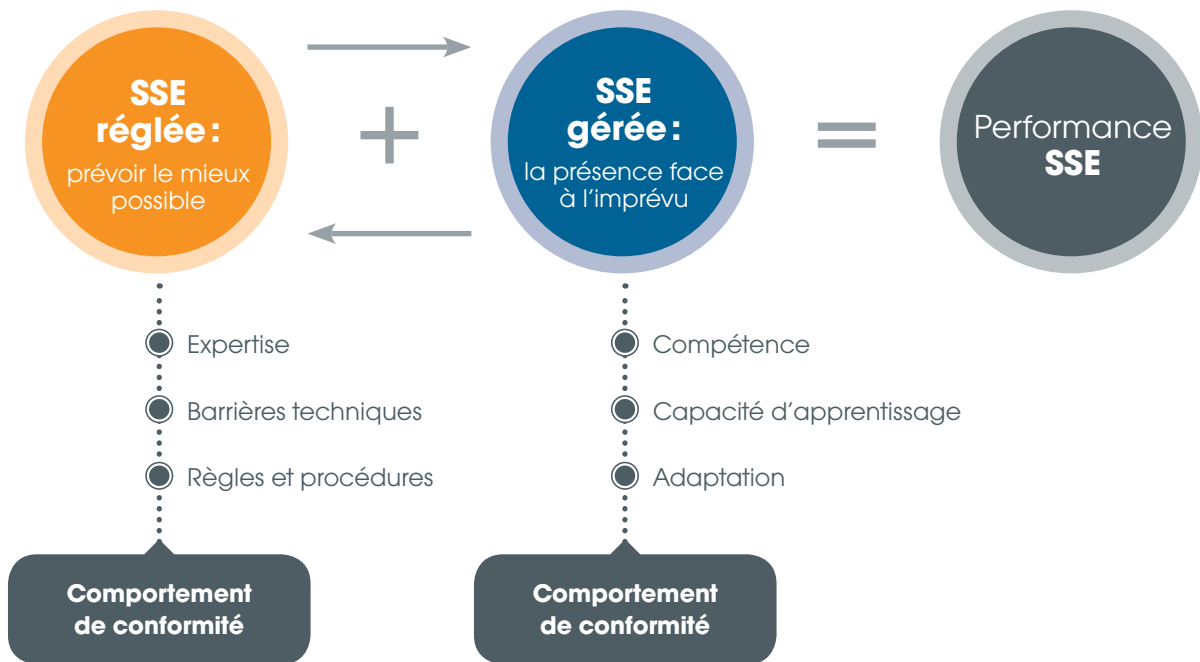 SSE
réglée :
prévoir le mieux
possible
+
SSE
gérée :
la présence face
à l’imprévu
=
Performance
SSE
Expertise
Barrières techniques
Règles et procédures
Comportement
de conformité
Compétence
Capacité d’apprentissage
Adaptation
Comportement
de conformité